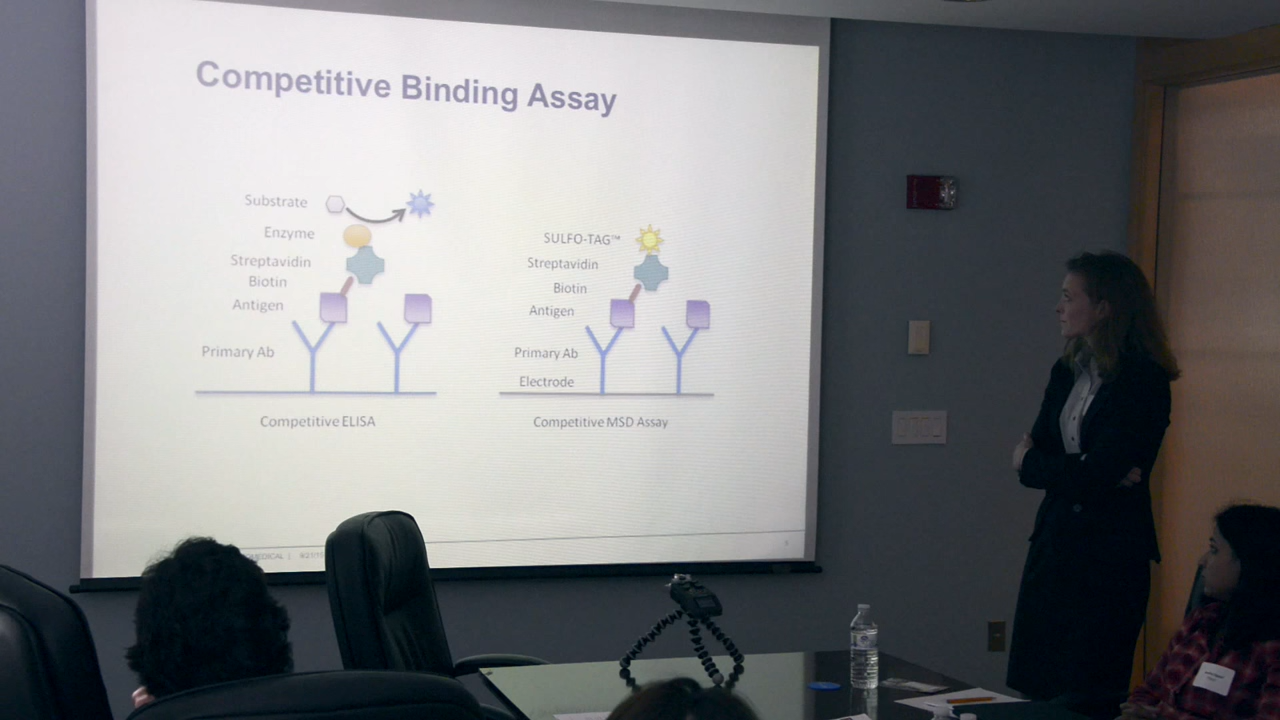 Competitive Binding Assay
Substrate
Enzyme
Streptavidin
Biotin
Antigen
Primary Ab
Competitive ELISA
SULFO-TAG™
Streptavidin
Biotin
Antigen
Primary Ab
Electrode
Competitive MSD Assay